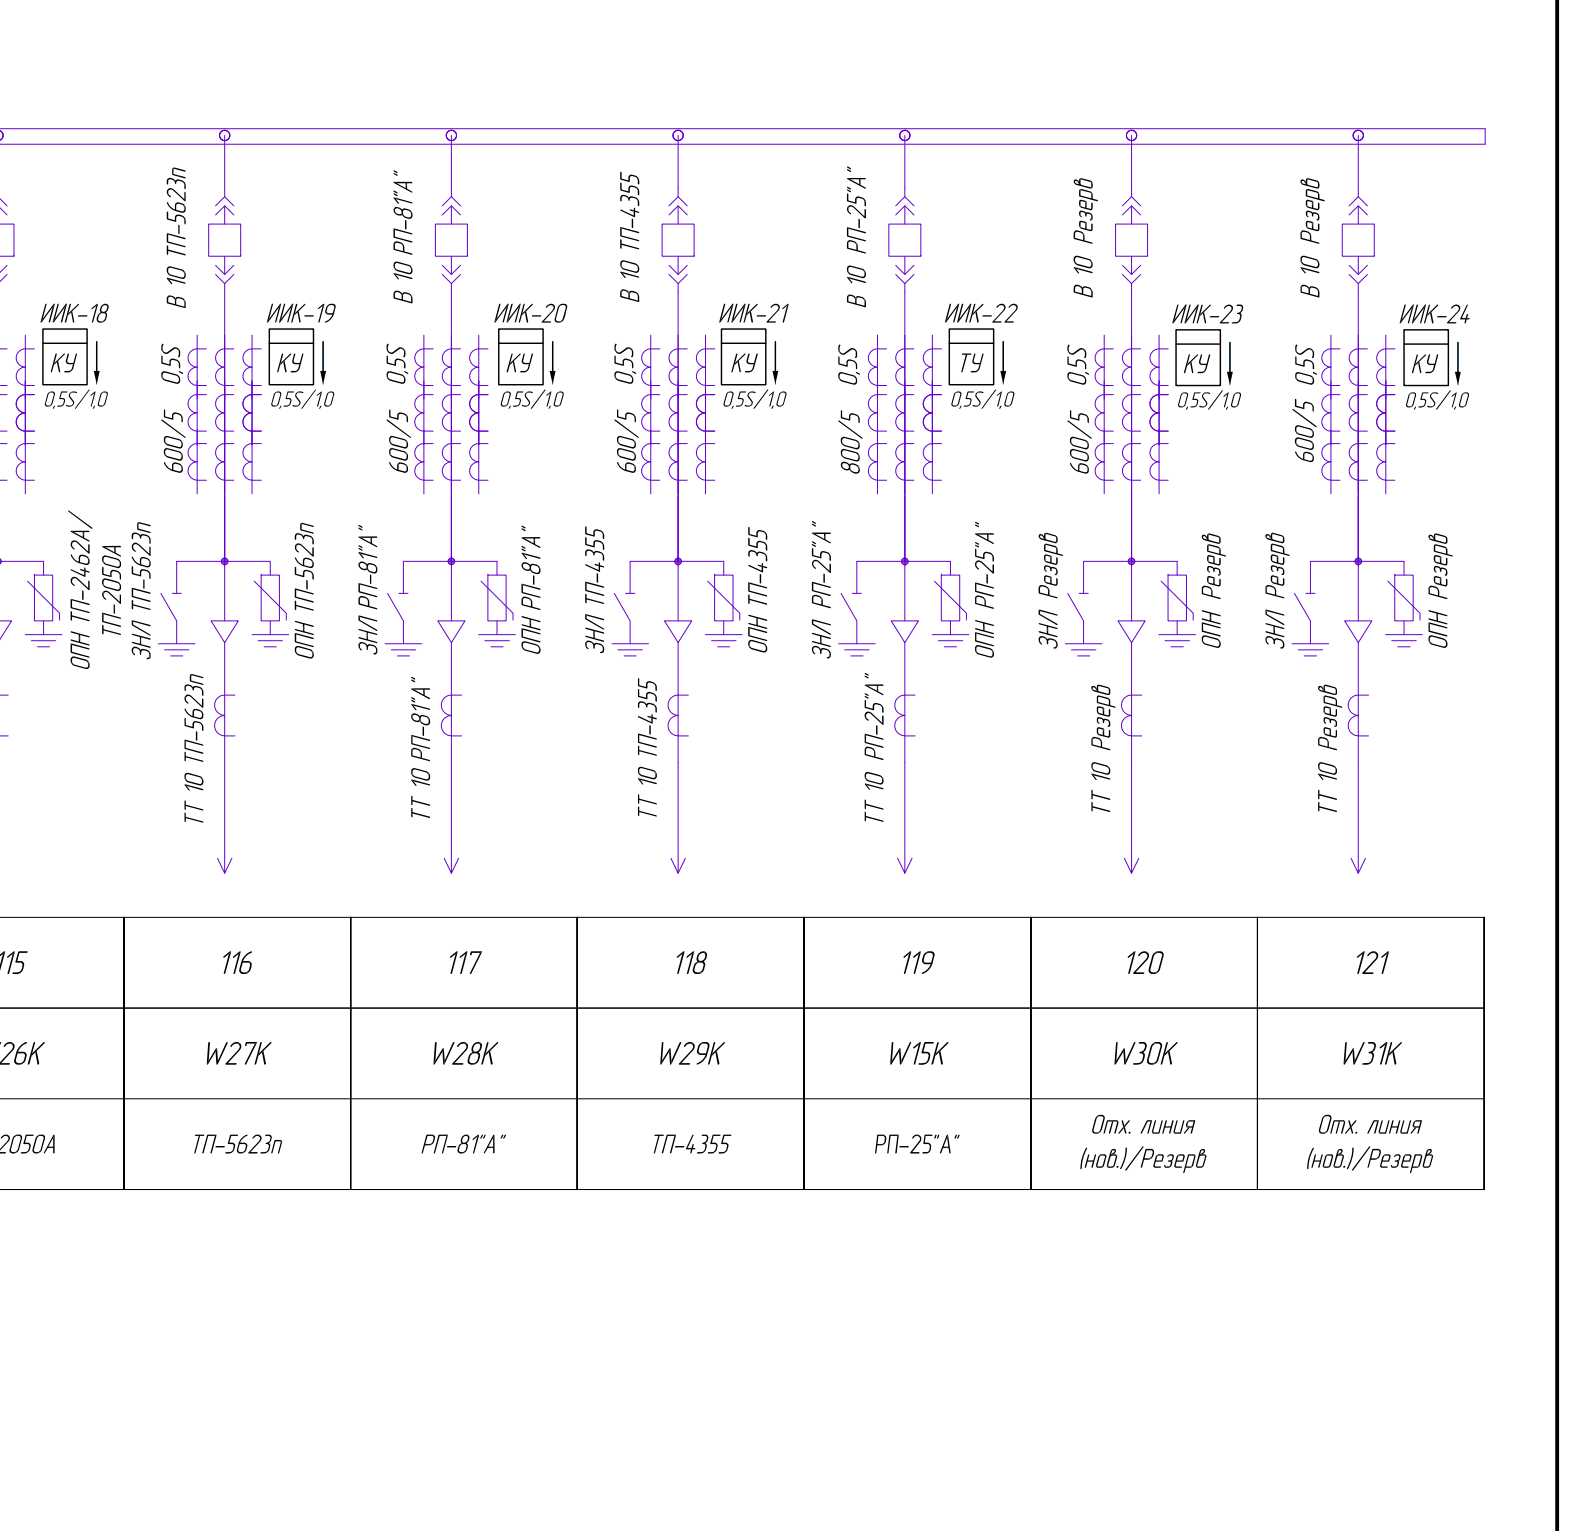 В 10 ТП-5623п
В 10 РП-81"А"
В 10 ТП-4355
В 10 РП-25"А"
В 10 Резерв
В 10 Резерв
ИИК-18
КУ
0,5S/1,0
ИИК-19
КУ
0,5S/1,0
ИИК-20
КУ
0,5S/1,0
ИИК-21
КУ
0,5S/1,0
ИИК-22
ТУ
0,5S/1,0
ИИК-23
КУ
0,5S/1,0
ИИК-24
КУ
0,5S/1,0
600/5 0,5S
600/5 0,5S
600/5 0,5S
800/5 0,5S
600/5 0,5S
600/5 0,5S
ОПН ТП-2462А/
ТП-2050А
ЗНЛ ТП-5623п
ОПН ТП-5623п
ЗНЛ РП-81"А"
ОПН РП-81"А"
ЗНЛ ТП-4355
ОПН ТП-4355
ЗНЛ РП-25"А"
ОПН РП-25"А"
ЗНЛ Резерв
ОПН Резерв
ЗНЛ Резерв
ОПН Резерв
ТТ 10 ТП-5623п
ТТ 10 РП-81"А"
ТТ 10 ТП-4355
ТТ 10 РП-25"А"
ТТ 10 Резерв
ТТ 10 Резерв
115 116 117 118 119 120 121
26K W27K W28K W29K W15K W30K W31K
2050А ТП-5623п РП-81"А" ТП-4355 РП-25"А"
Отх. линия
(нов.)/Резерв
Отх. линия
(нов.)/Резерв